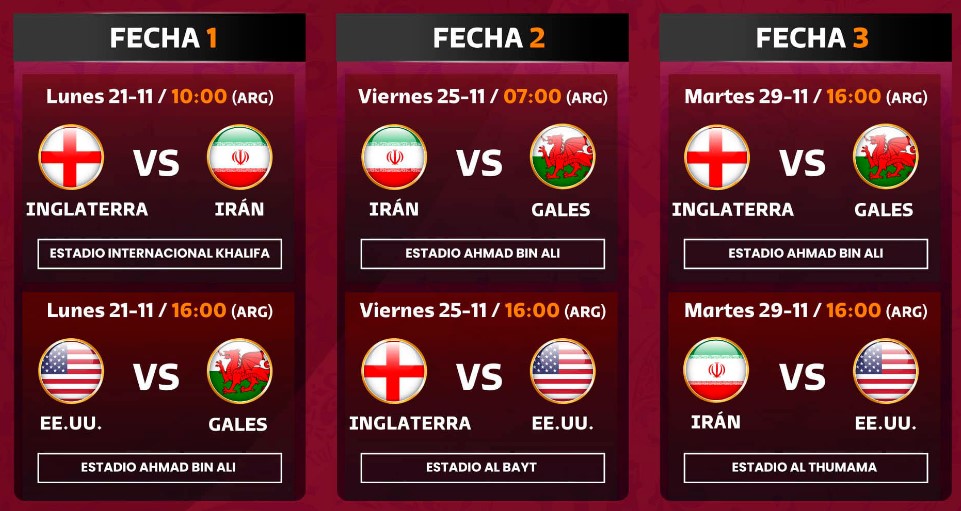 FECHA 1
Lunes 21-11 / 10:00 (ARG)
VS
INGLATERRA IRÁN
ESTADIO INTERNACIONAL KHALIFA
Lunes 21-11 / 16:00 (ARG)
VS
EE.UU. GALES
ESTADIO AHMAD BIN ALI
FECHA 2
Viernes 25-11 / 07:00 (ARG)
VS
IRÁN GALES
ESTADIO AHMAD BIN ALI
Viernes 25-11 / 16:00 (ARG)
VS
INGLATERRA EE.UU.
ESTADIO AL BAYT
FECHA 3
Martes 29-11 / 16:00 (ARG)
VS
INGLATERRA GALES
ESTADIO AHMAD BIN ALI
Martes 29-11 / 16:00 (ARG)
VS
IRÁN EE.UU.
ESTADIO AL THUMAMA